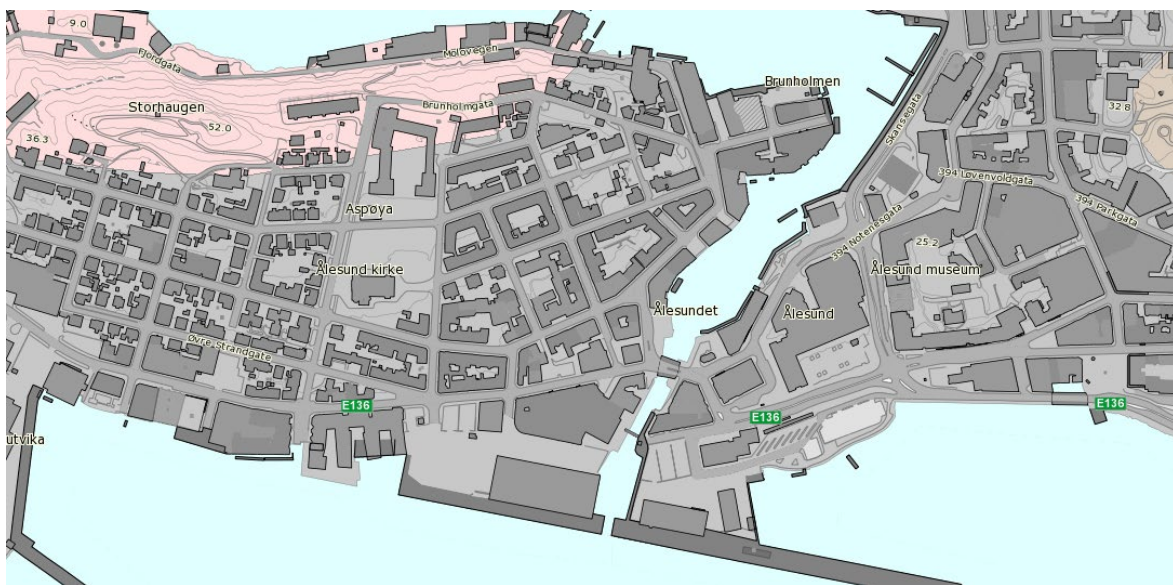 9.0
Fjordgata
Molovegen
Brunholmen
Storhaugen
Brunholmgata
52.0
36.3
Skansegata
32.8
394 Løvenvoldgata
Aspøya
394 Parkgata
394 Notenesgata
25.2
Ålesund kirke
Ålesund museum
Ålesundet
Ålesund
Øvre Strandgate
E136
E136
E136
utvika